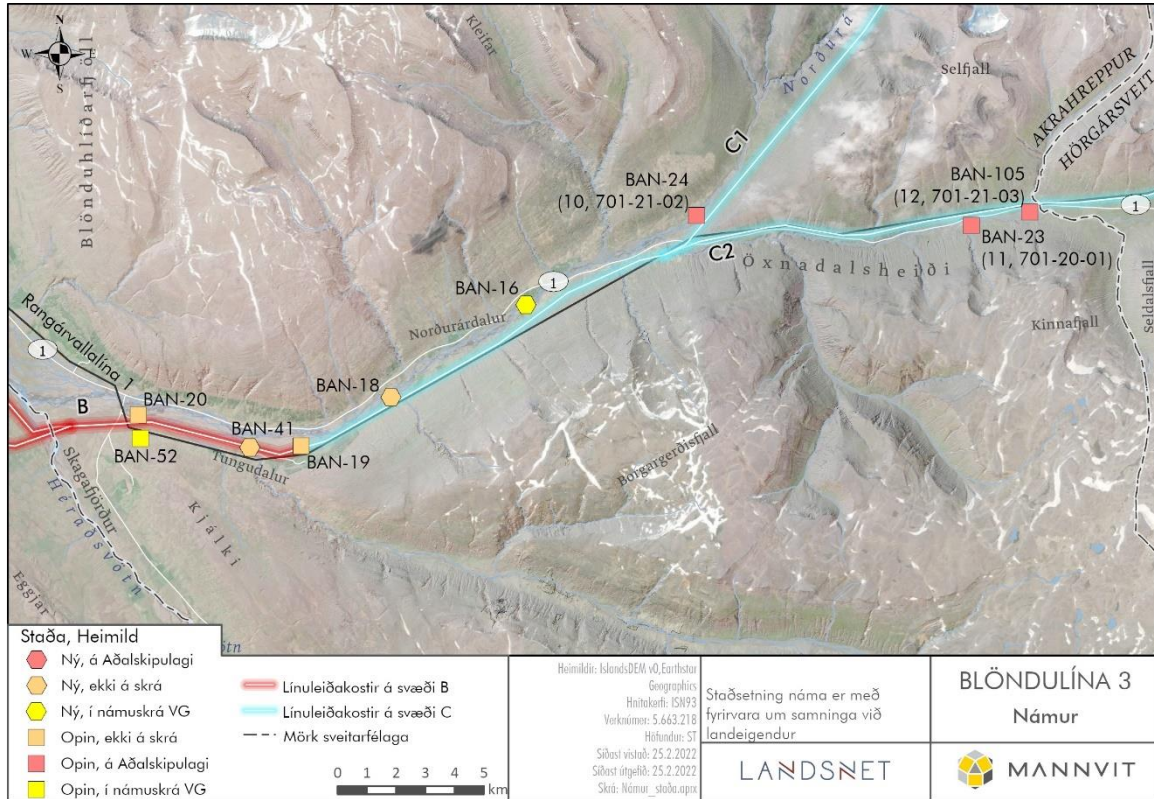 N
W
E
S
Blönduhlíðarfjöll
Kleifar
Norðurá
Selfjall
AKRAHREPPUR
HÖRGÁRSVEIT
C1
BAN-24
(10, 701-21-02)
BAN-105
(12, 701-21-03)
1
BAN-23
(11, 701-20-01)
C2
Öxnadalsheiði
BAN-16
1
Norðurárdalur
Kinnafjall
Seldalsfjall
Rangárvallalína 1
1
BAN-18
B
BAN-20
BAN-41
BAN-52
Tungudalur
BAN-19
Borgargerðisfjall
Skagafjörður
Héraðsvötn
Kjálki
Eggjar
Staða, Heimild
Ný, á Aðalskipulagi
Ný, ekki á skrá
Ný, í námuskrá VG
Opin, ekki á skrá
Opin, á Aðalskipulagi
Opin, í námuskrá VG
Línuleiðakostir á svæði B
Línuleiðakostir á svæði C
Mörk sveitarfélaga
0 1 2 3 4 5
km
Heimildir: IslandsDEM v0,Earthstar
Geographics
Hnitakerfi: ISN93
Verknúmer: 5.663.218
Höfundur: ST
Síðast vistað: 25.2.2022
Síðast útgefið: 25.2.2022
Skrá: Námur_staða.aprx
Staðsetning náma er með
fyrirvara um samninga við
landeigendur
LANDSNET
BLÖNDULÍNA 3
Námur
MANNVIT